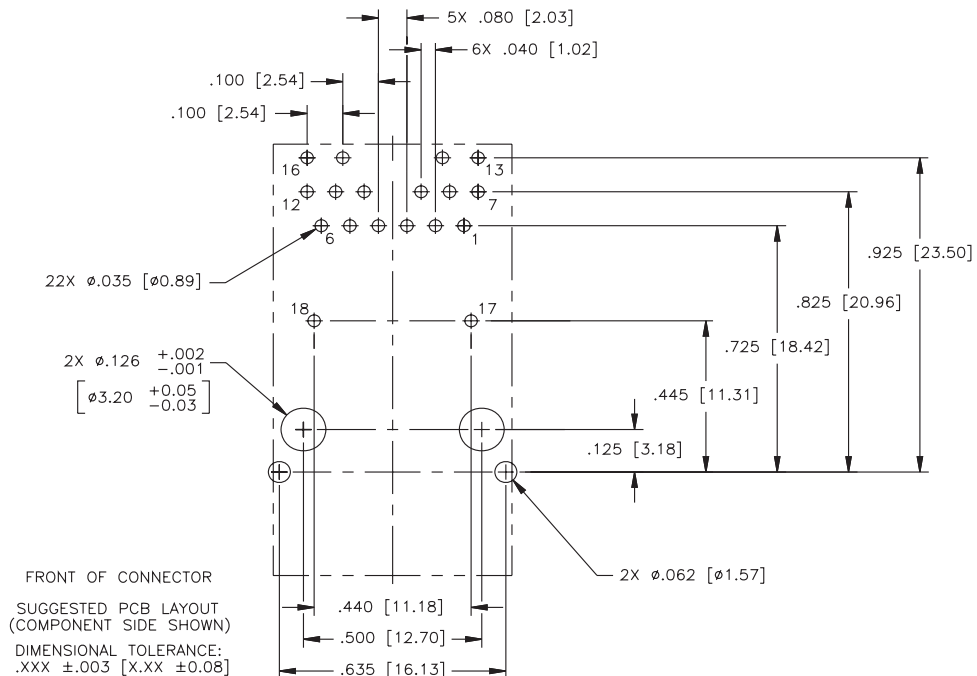 5X .080 [2.03]
6X .040 [1.02]
.100 [2.54]
.100 [2.54]
16
13
12
7
6
1
22X ø.035 [ø0.89]
.925 [23.50]
.825 [20.96]
18
17
.725 [18.42]
2X ø.126 +.002
-.001
[ø3.20 +0.05
-0.03]
.445 [11.31]
.125 [3.18]
2X ø.062 [ø1.57]
FRONT OF CONNECTOR
SUGGESTED PCB LAYOUT
(COMPONENT SIDE SHOWN)
DIMENSIONAL TOLERANCE:
.XXX ±.003 [X.XX ±0.08]
.440 [11.18]
.500 [12.70]
.635 [16.13]